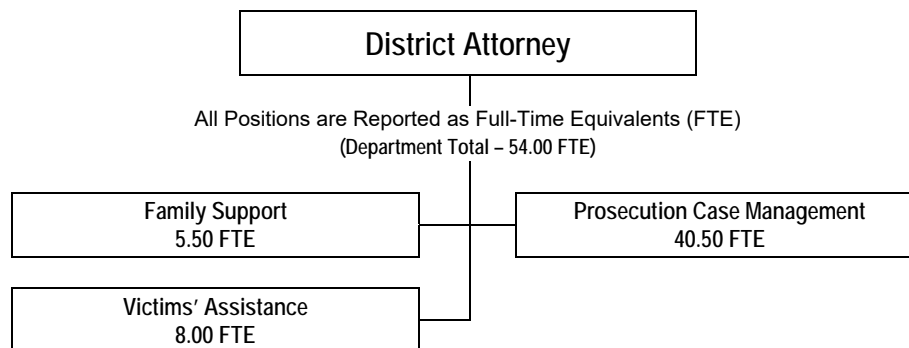 District Attorney
All Positions are Reported as Full-Time Equivalents (FTE)
(Department Total – 54.00 FTE)
Family Support
5.50 FTE
Prosecution Case Management
40.50 FTE
Victims’ Assistance
8.00 FTE